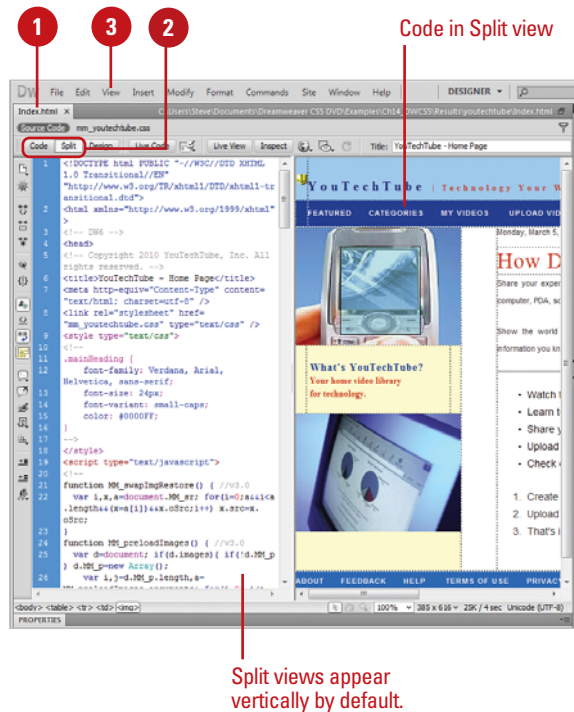 1 3 2
Code in Split view
DW File Edit View Insert Modify Format Commands Site Window Help DESIGNER
Index.html x C:\Users\Steve\Documents\Dreamweaver CS5 DVD\Examples\Ch14_DWCS5\Results\youtechtube\Index.html
Source Code mm_youtechtube.css
Code Split Design Live Code Live View Inspect Title: YouTechTube - Home Page
1 <!DOCTYPE html PUBLIC "-//W3C//DTD XHTML
1.0 Transitional//EN"
"http://www.w3.org/TR/xhtml1/DTD/xhtml1-tr
ansitional.dtd">
2 <html xmlns="http://www.w3.org/1999/xhtml"
>
3 <!-- DW6 -->
4 <head>
5 <!-- Copyright 2010 YouTechTube, Inc. All
rights reserved. -->
6 <title>YouTechTube - Home Page</title>
7 <meta http-equiv="Content-Type" content=
"text/html; charset=utf-8" />
8 <link rel="stylesheet" href=
"mm_youtechtube.css" type="text/css" />
9 <style type="text/css">
10 <!--
11 .mainHeading {
12 font-family: Verdana, Arial,
Helvetica, sans-serif;
13 font-size: 24px;
14 font-variant: small-caps;
15 color: #0000FF;
16 }
17 -->
18 </style>
19 <script type="text/javascript">
20 <!--
21 function MM_swapImgRestore() { //v3.0
22 var i,x,a=document.MM_sr; for(i=0;a&&i<a
.length&&(x=a[i])&&x.oSrc;i++) x.src=x.
oSrc;
23 }
24 function MM_preloadImages() { //v3.0
25 var d=document; if(d.images){ if(!d.MM_p
) d.MM_p=new Array();
26 var i,j=d.MM_p.length,a=
YouTechTube | Technology Your W
FEATURED CATEGORIES MY VIDEOS UPLOAD VID
Monday, March 5,
How D
Share your exper
computer, PDA, sc
Show the world
information you kn
What's YouTechTube?
Your home video library
for technology.
• Watch t
• Learn t
• Share y
• Upload
• Check
1. Create
2. Upload
3. That's i
ABOUT FEEDBACK HELP TERMS OF USE PRIVAC
<body> <table> <tr> <td> <img> 100% 385 x 616 25K / 4 sec Unicode (UTF-8)
PROPERTIES
Split views appear
vertically by default.